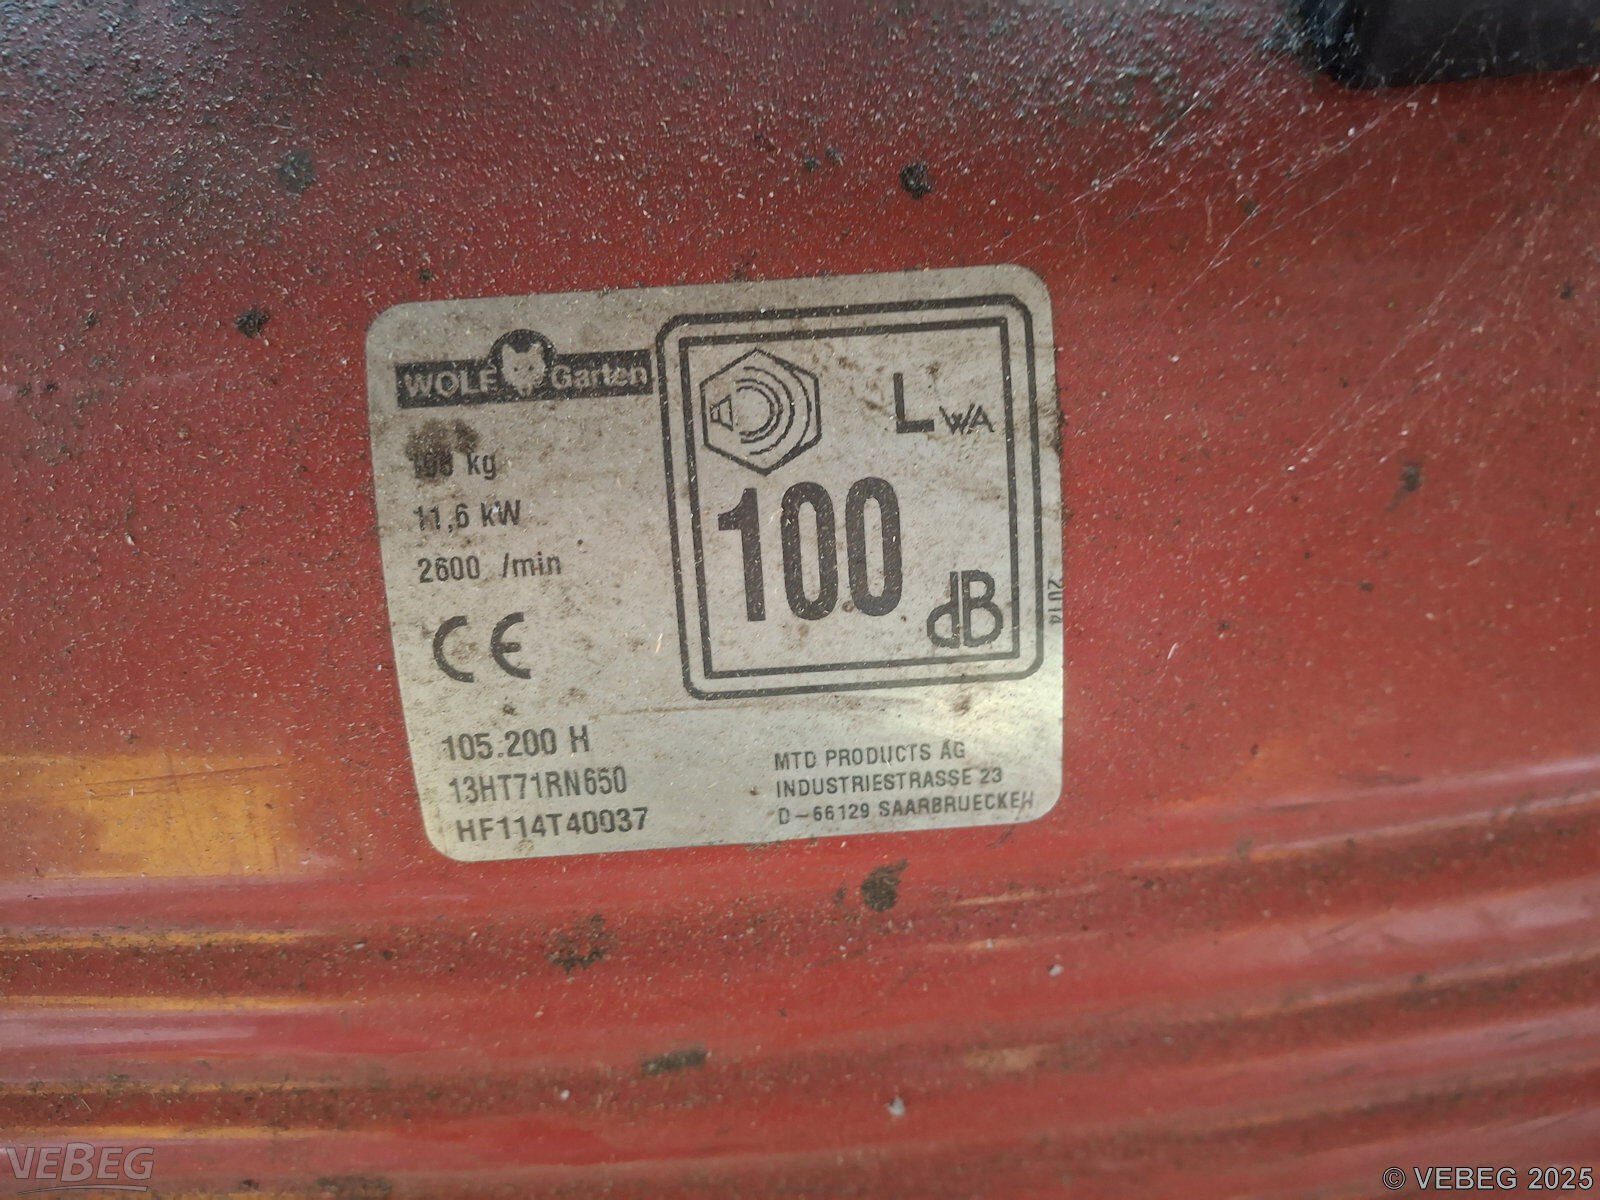 WOLF Garten
kg
11,6 kW
2600 /min
CE
LWA
100
dB
2014
105.200 H
13HT71RN650
HF114T40037
MTD PRODUCTS AG
INDUSTRIESTRASSE 23
D-66129 SAARBRUECKEN
VEBEG
© VEBEG 2025